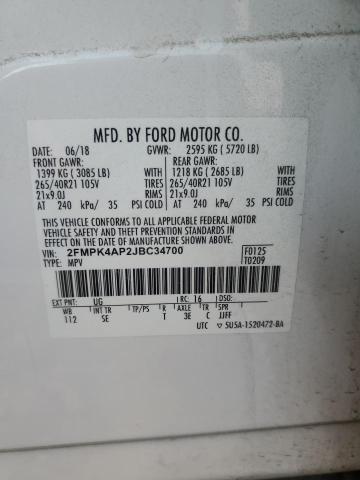 MFD. BY FORD MOTOR CO.
DATE: 06/18 GVWR: 2595 KG ( 5720 LB)
FRONT GAWR: REAR GAWR:
1399 KG ( 3085 LB) WITH 1218 KG ( 2685 LB) WITH
265/40R21 105V TIRES 265/40R21 105V TIRES
21x9.0J RIMS 21x9.0J RIMS
AT 240 kPa/ 35 PSI COLD AT 240 kPa/ 35 PSI COLD
THIS VEHICLE CONFORMS TO ALL APPLICABLE FEDERAL MOTOR
VEHICLE SAFETY AND BUMPER STANDARDS IN EFFECT ON THE DATE OF MANUFACTURE SHOWN ABOVE.
VIN: 2FMPK4AP2JBC34700 F0125
TYPE: MPV T0209
EXT PNT: UG RC: 16 DSO:
WB INT TR TP/PS R AXLE TR SPR
112 SE T 3E C JJFF
UTC ▽ 5U5A-1520472-BA